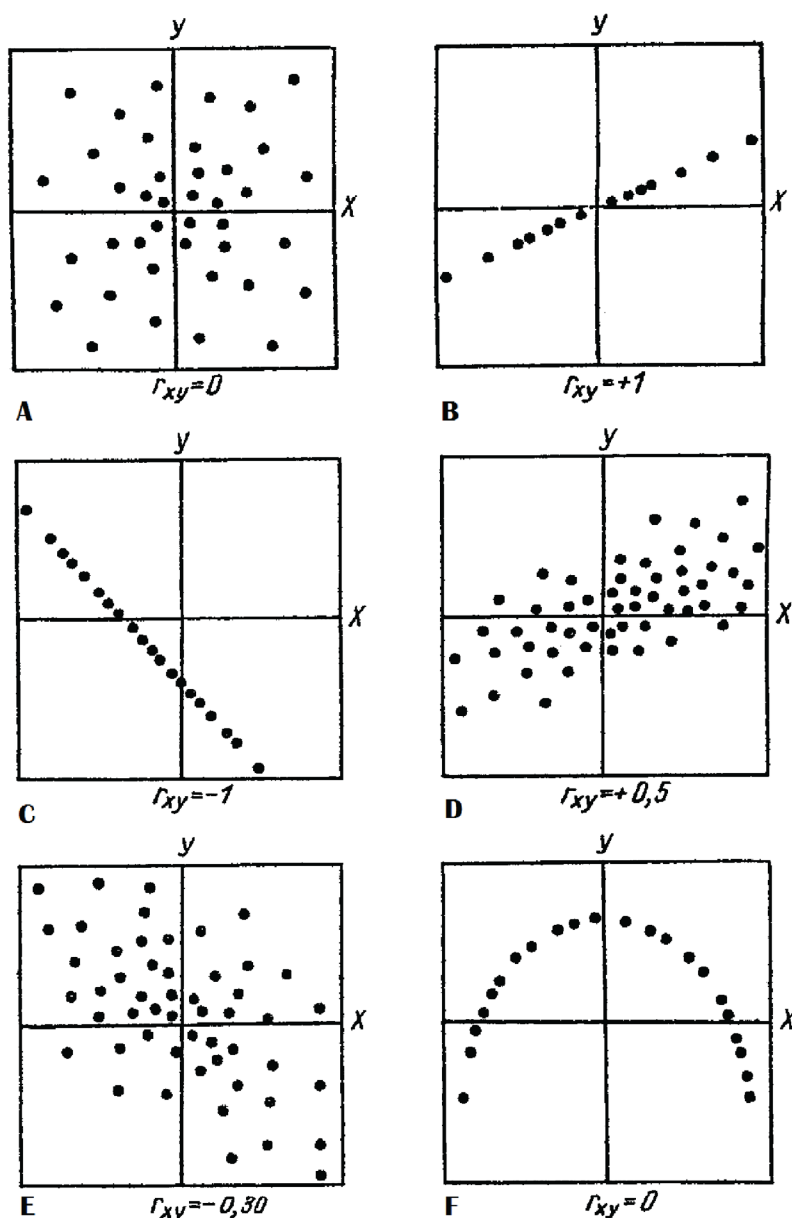 y
y
X
X
r_xy=0
r_xy=+1
A
B
y
y
X
X
r_xy=-1
r_xy=+0,5
C
D
y
y
X
X
r_xy=-0,30
r_xy=0
E
F